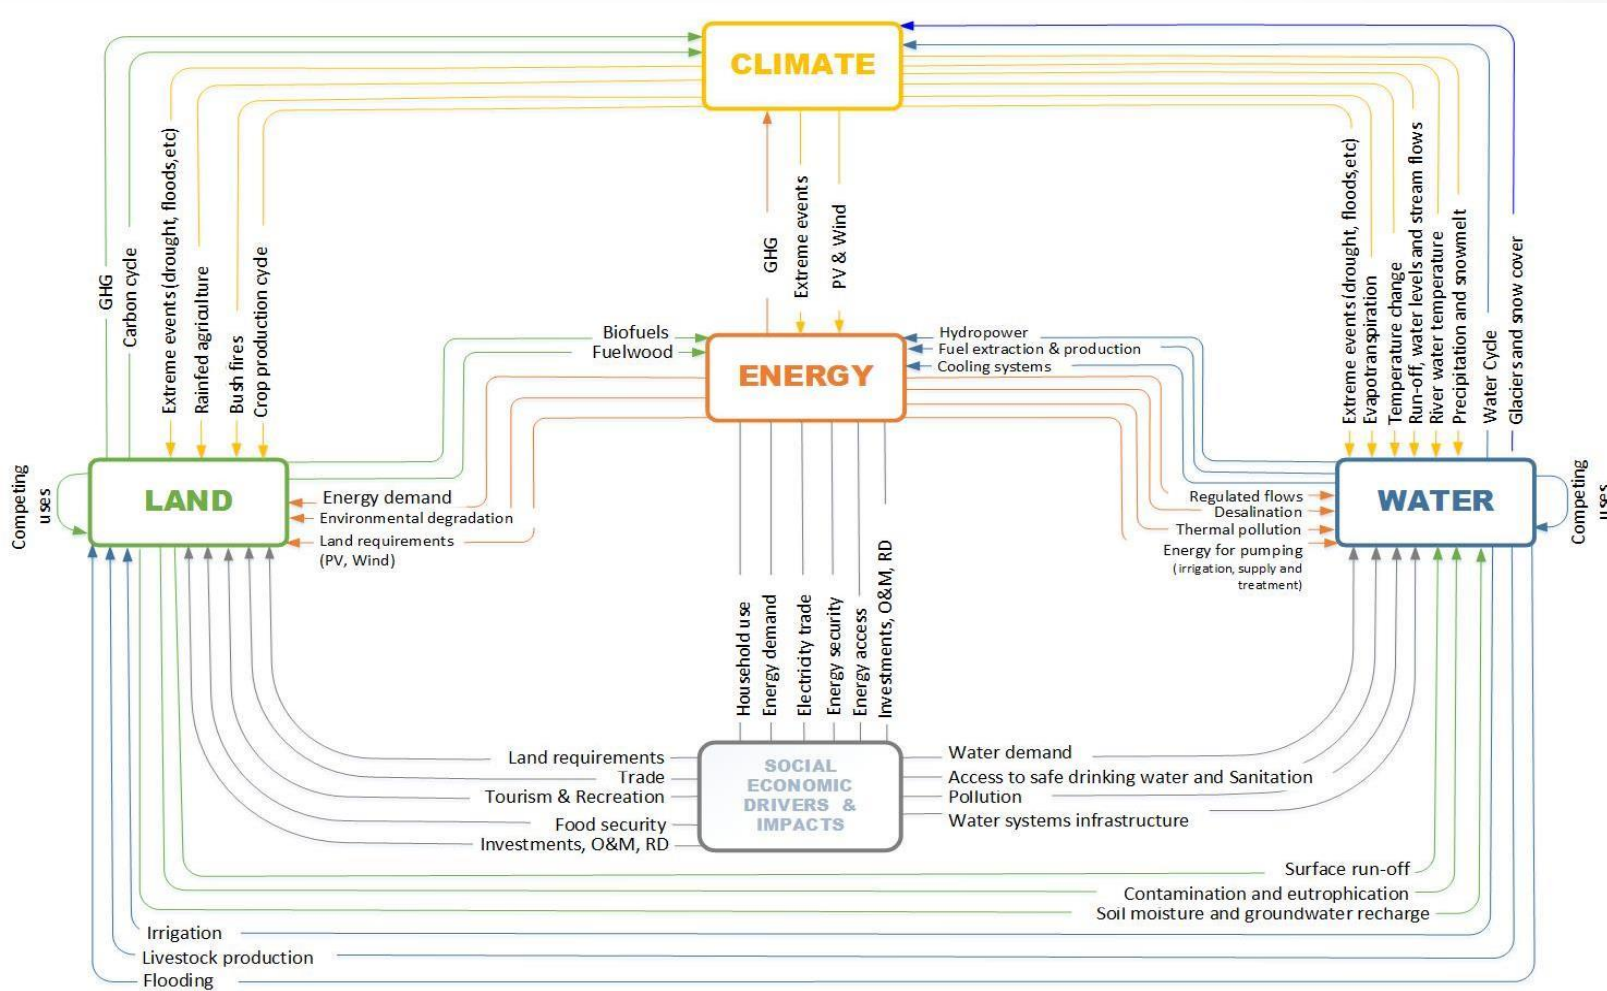 CLIMATE
GHG
Carbon cycle
Extreme events (drought, floods,etc)
Rainfed agriculture
Bush fires
Crop production cycle
GHG
Extreme events
PV & Wind
Extreme events (drought, floods,etc)
Evapotranspiration
Temperature change
Run-off, water levels and stream flows
River water temperature
Precipitation and snowmelt
Water Cycle
Glaciers and snow cover
Biofuels
Fuelwood
ENERGY
Hydropower
Fuel extraction & production
Cooling systems
Competing
uses
LAND
Energy demand
Environmental degradation
Land requirements
(PV, Wind)
Regulated flows
Desalination
Thermal pollution
Energy for pumping
(irrigation, supply and
treatment)
WATER
Competing
uses
Household use
Energy demand
Electricity trade
Energy security
Energy access
Investments, O&M, RD
Land requirements
Trade
Tourism & Recreation
Food security
Investments, O&M, RD
SOCIAL
ECONOMIC
DRIVERS &
IMPACTS
Water demand
Access to safe drinking water and Sanitation
Pollution
Water systems infrastructure
Surface run-off
Contamination and eutrophication
Soil moisture and groundwater recharge
Irrigation
Livestock production
Flooding